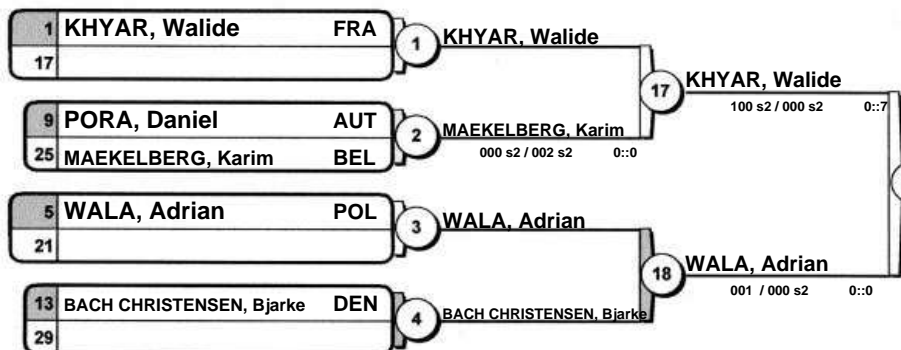 1 KHYAR, Walide FRA
17
9 PORA, Daniel AUT
25 MAEKELBERG, Karim BEL
5 WALA, Adrian POL
21
13 BACH CHRISTENSEN, Bjarke DEN
29
1 KHYAR, Walide
2 MAEKELBERG, Karim
000 s2 / 002 s2 0::0
3 WALA, Adrian
4 BACH CHRISTENSEN, Bjarke
17 KHYAR, Walide
100 s2 / 000 s2 0::7
18 WALA, Adrian
001 / 000 s2 0::0